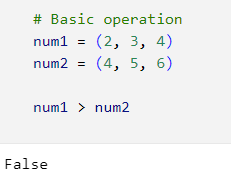 # Basic operation
num1 = (2, 3, 4)
num2 = (4, 5, 6)
num1 > num2
False